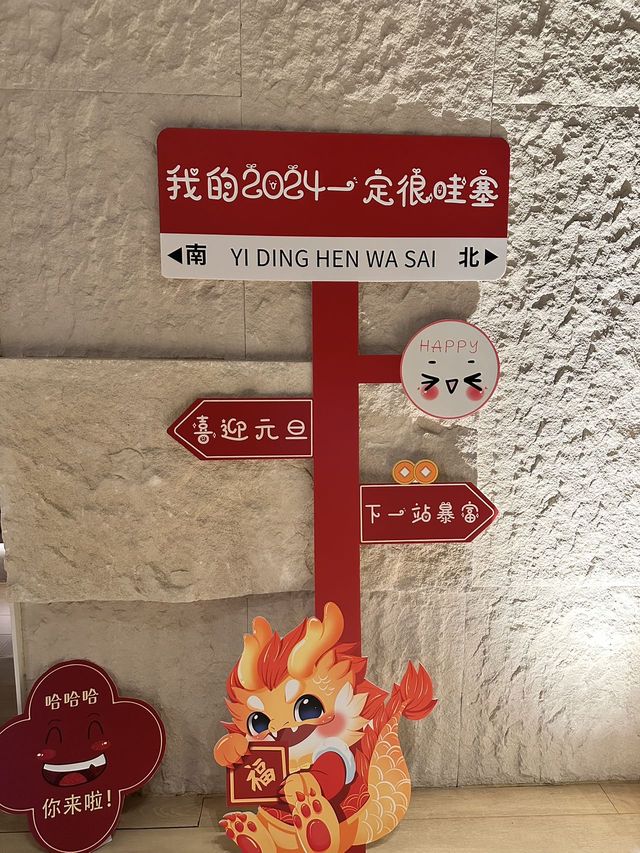 我的2024一定很哇塞
◀南 YI DING HEN WA SAI 北▶
HAPPY
喜迎元旦
下一站暴富
福
哈哈哈
你来啦！